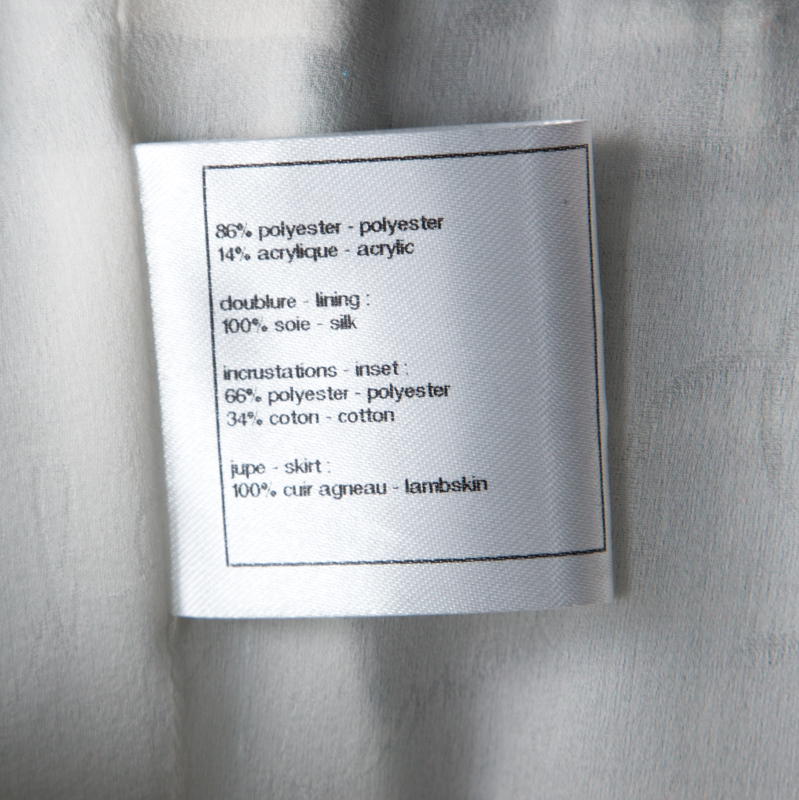 86% polyester - polyester
14% acrylique - acrylic
doublure - lining :
100% soie - silk
incrustations - inset :
66% polyester - polyester
34% coton - cotton
jupe - skirt :
100% cuir agneau - lambskin